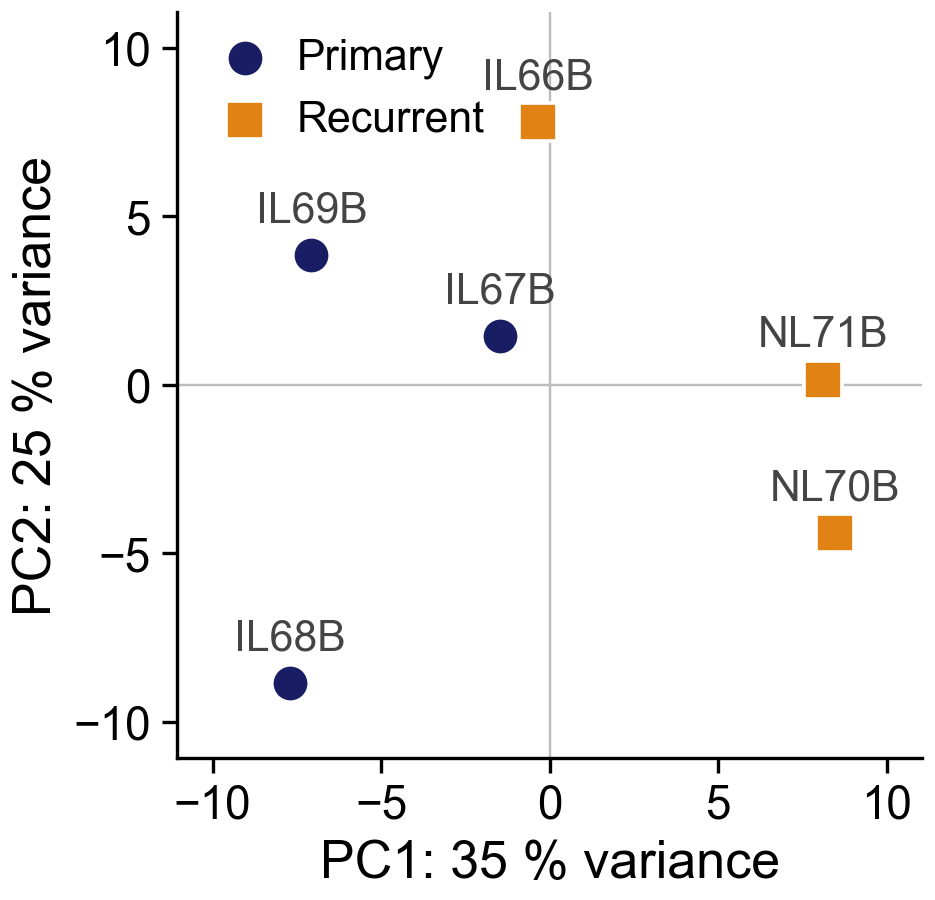 10
Primary
IL66B
Recurrent
IL69B
5
IL67B
NL71B
0
NL70B
−5
IL68B
−10
PC2: 25 % variance
−10
−5
0
5
10
PC1: 35 % variance